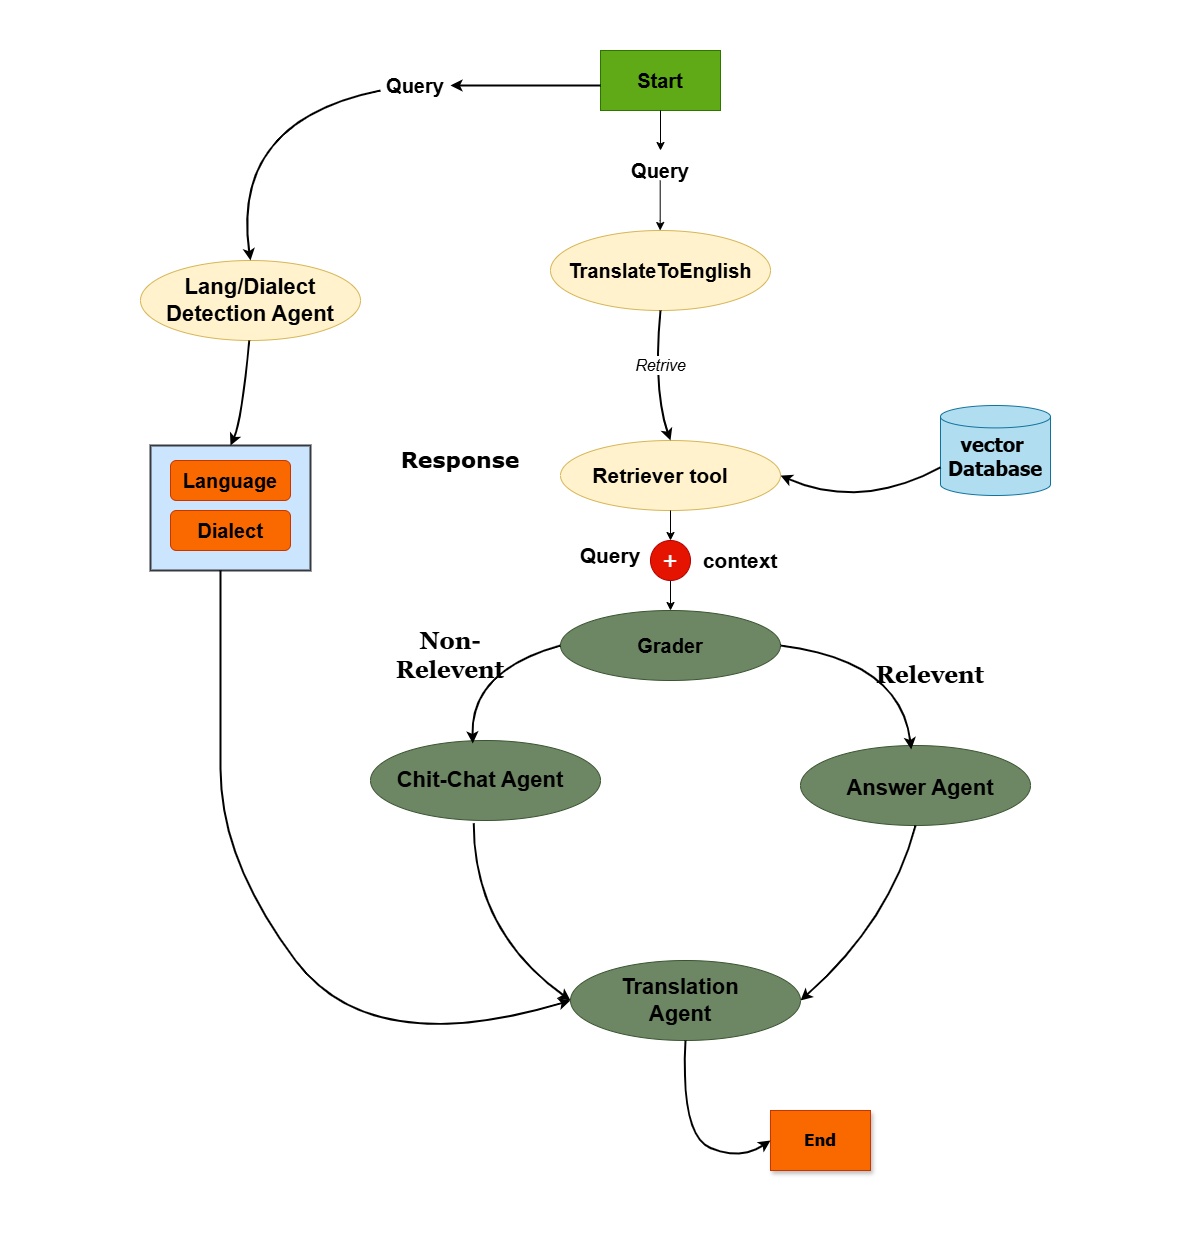 Start
Query
Query
TranslateToEnglish
Lang/Dialect
Detection Agent
Retrive
vector
Database
Response
Retriever tool
Language
Dialect
Query
+
context
Non-
Relevent
Grader
Relevent
Chit-Chat Agent
Answer Agent
Translation
Agent
End